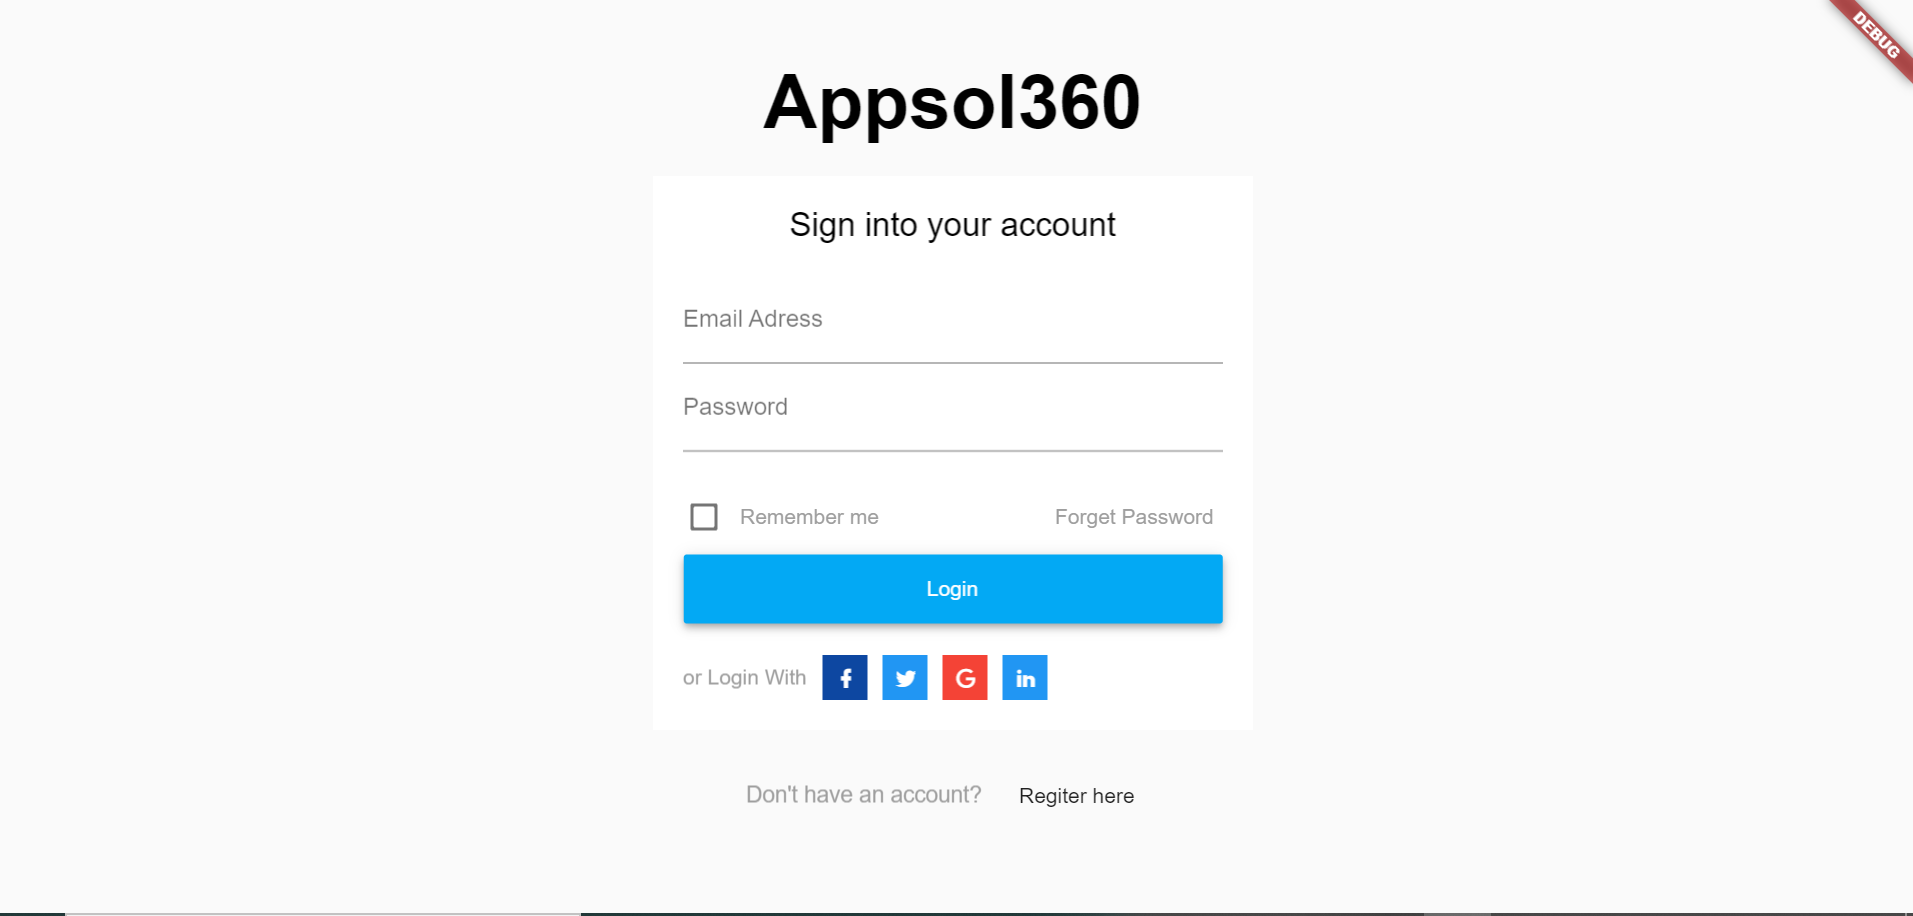 DEBUG
Appsol360
Sign into your account
Email Adress
Password
Remember me Forget Password
Login
or Login With f G in
Don't have an account? Regiter here